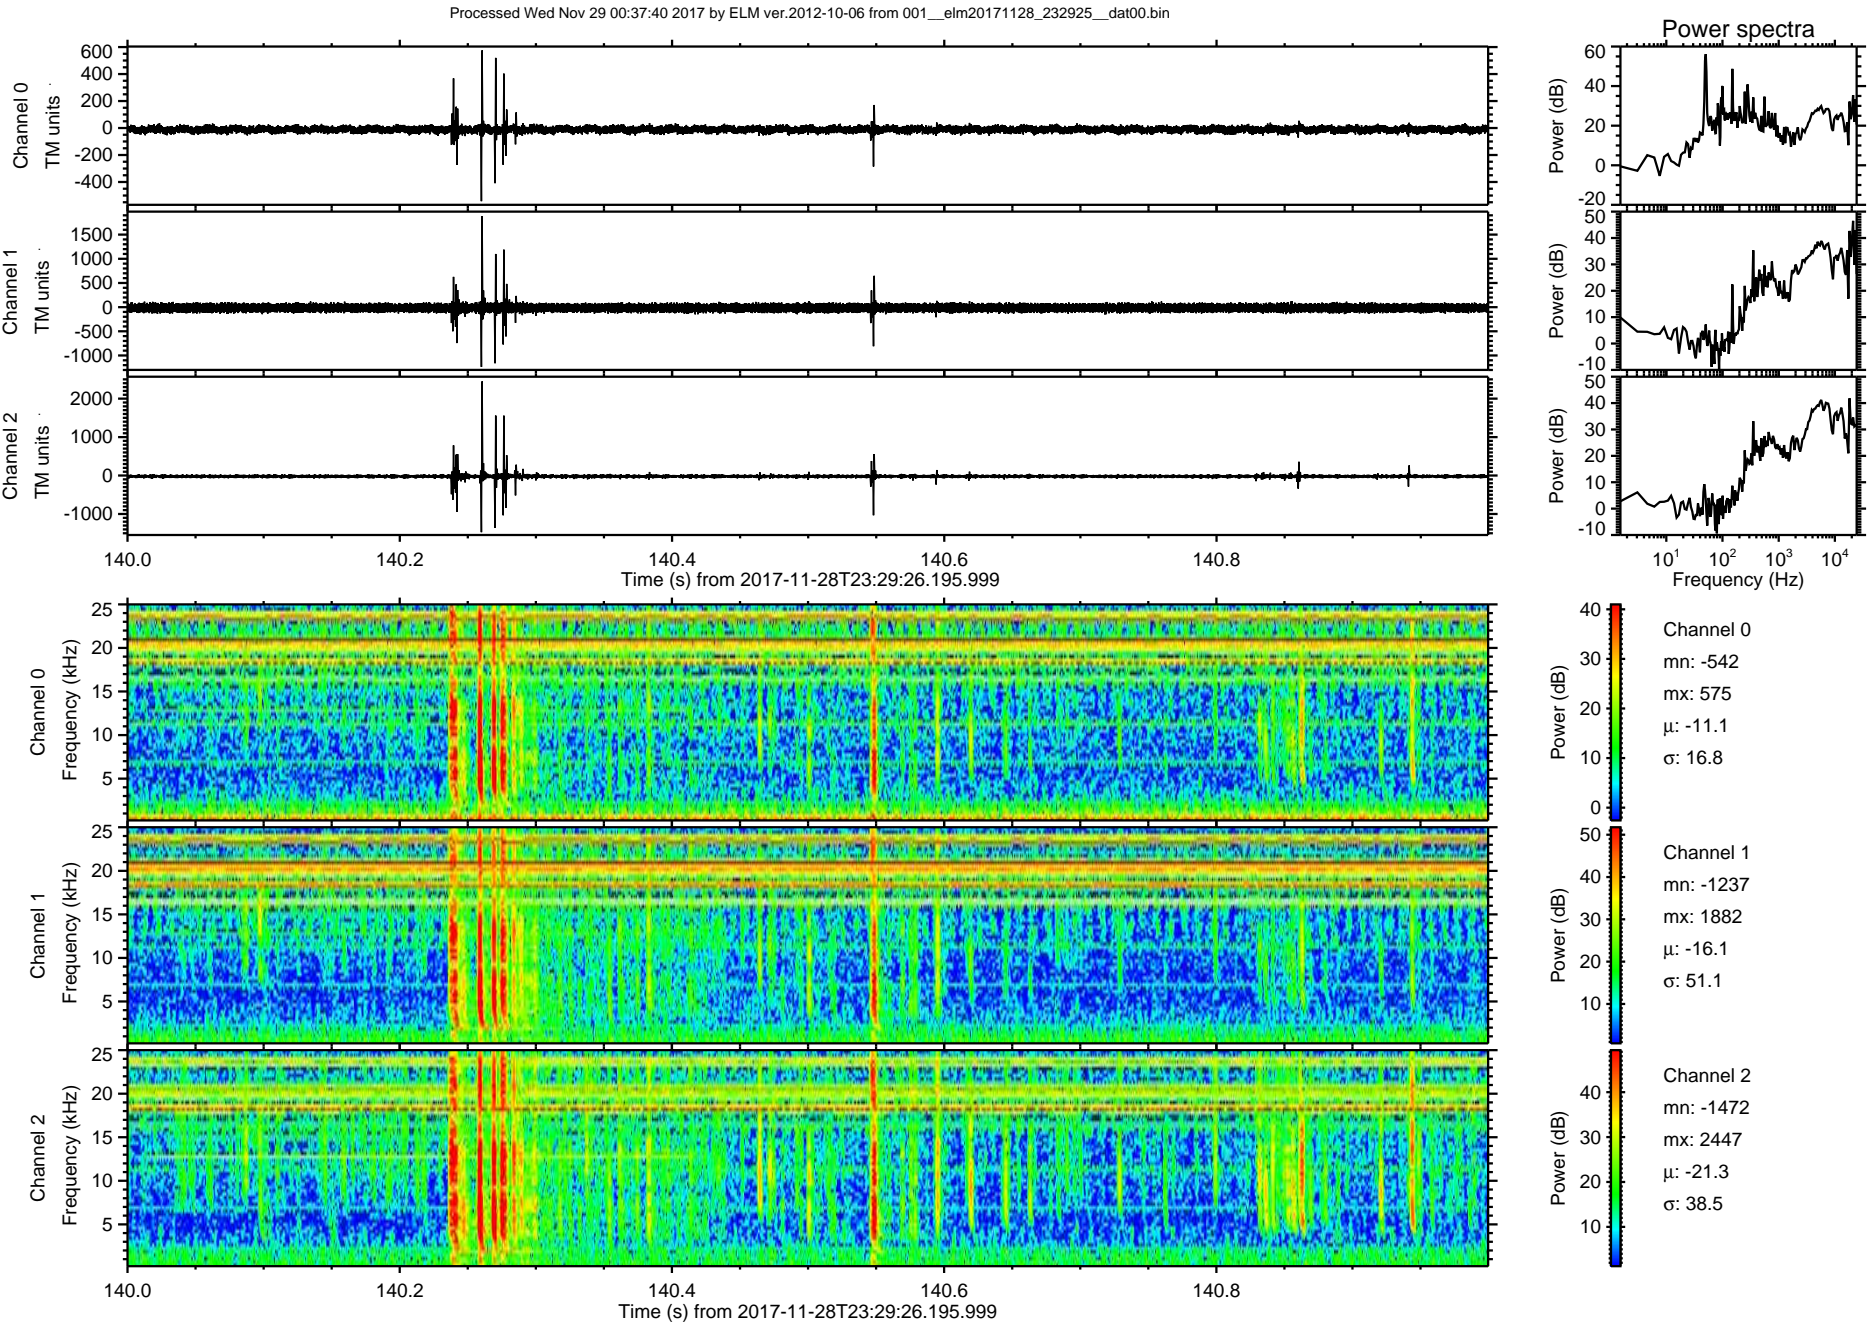 Processed Wed Nov 29 00:37:40 2017 by ELM ver.2012-10-06 from 001__elm20171128_232925__dat00.bin
Power spectra
Channel 0
TM units
600
400
200
0
-200
-400
Power (dB)
60
40
20
0
-20
Channel 1
TM units
1500
1000
500
0
-500
-1000
Power (dB)
50
40
30
20
10
0
-10
Channel 2
TM units
2000
1000
0
-1000
Power (dB)
50
40
30
20
10
0
-10
140.0 140.2 140.4 140.6 140.8
Time (s) from 2017-11-28T23:29:26.195.999
10^1 10^2 10^3 10^4
Frequency (Hz)
Channel 0
Frequency (kHz)
25
20
15
10
5
Power (dB)
40
30
20
10
0
Channel 0
mn: -542
mx: 575
μ: -11.1
σ: 16.8
Channel 1
Frequency (kHz)
25
20
15
10
5
Power (dB)
50
40
30
20
10
Channel 1
mn: -1237
mx: 1882
μ: -16.1
σ: 51.1
Channel 2
Frequency (kHz)
25
20
15
10
5
Power (dB)
40
30
20
10
Channel 2
mn: -1472
mx: 2447
μ: -21.3
σ: 38.5
140.0 140.2 140.4 140.6 140.8
Time (s) from 2017-11-28T23:29:26.195.999